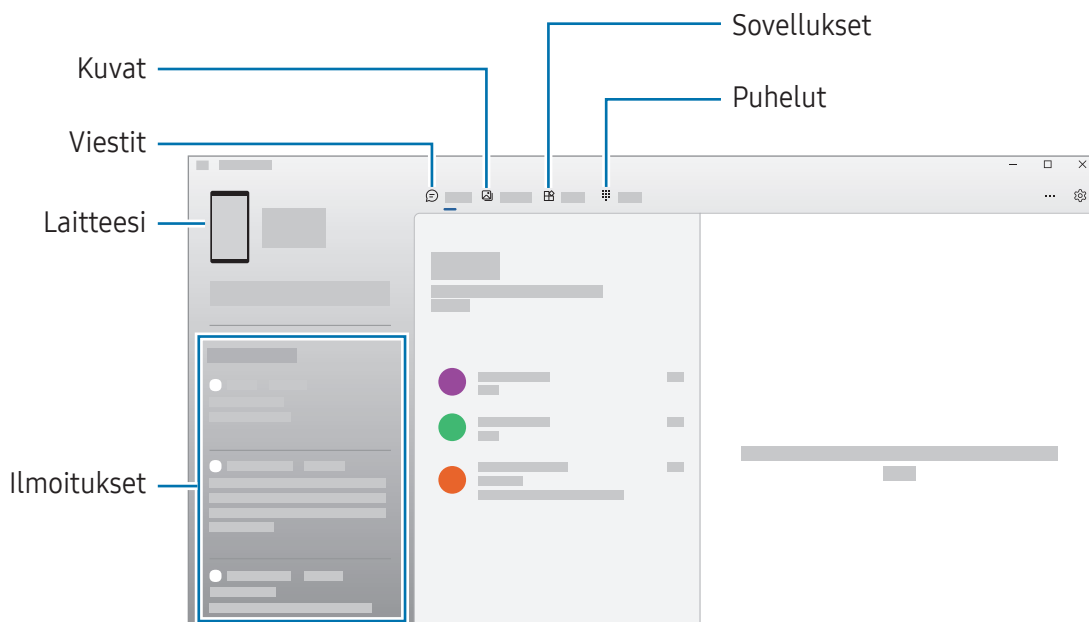 Sovellukset
Kuvat
Puhelut
Viestit
Laitteesi
Ilmoitukset